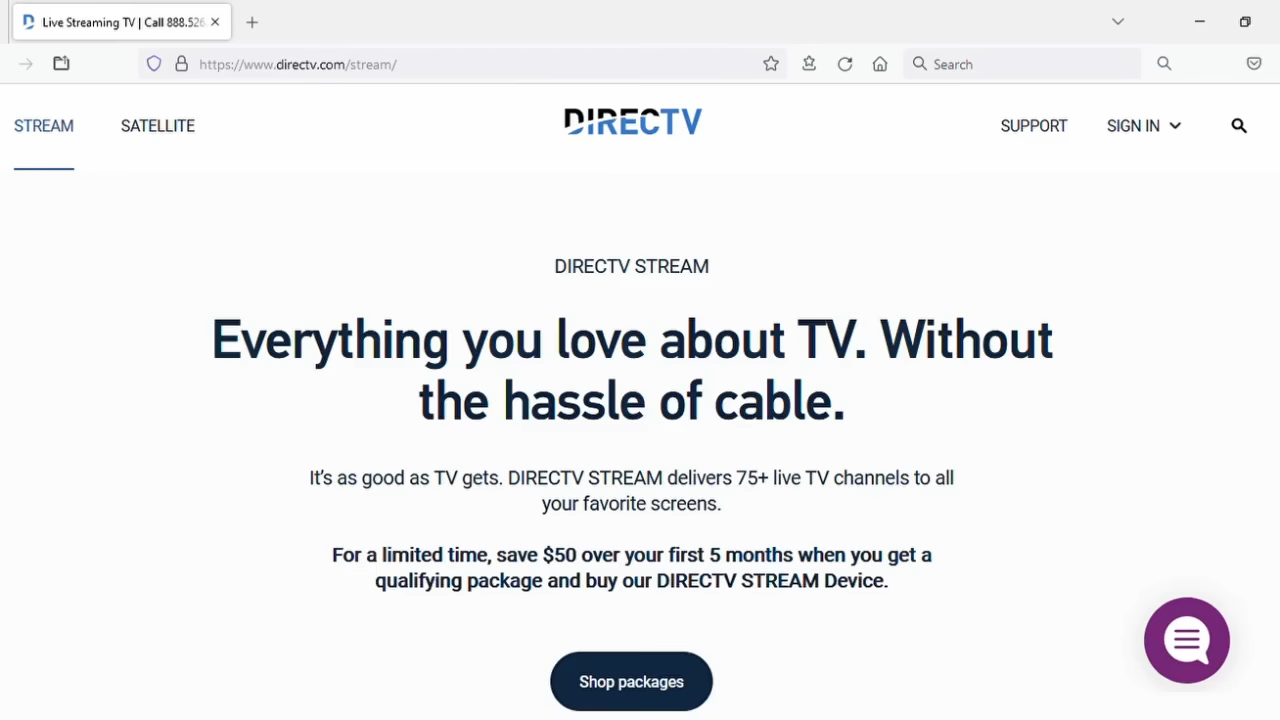 Live Streaming TV | Call 888.526
https://www.directv.com/stream/
Search
STREAM
SATELLITE
DIRECTV
SUPPORT
SIGN IN
DIRECTV STREAM
Everything you love about TV. Without
the hassle of cable.
It's as good as TV gets. DIRECTV STREAM delivers 75+ live TV channels to all
your favorite screens.
For a limited time, save $50 over your first 5 months when you get a
qualifying package and buy our DIRECTV STREAM Device.
Shop packages